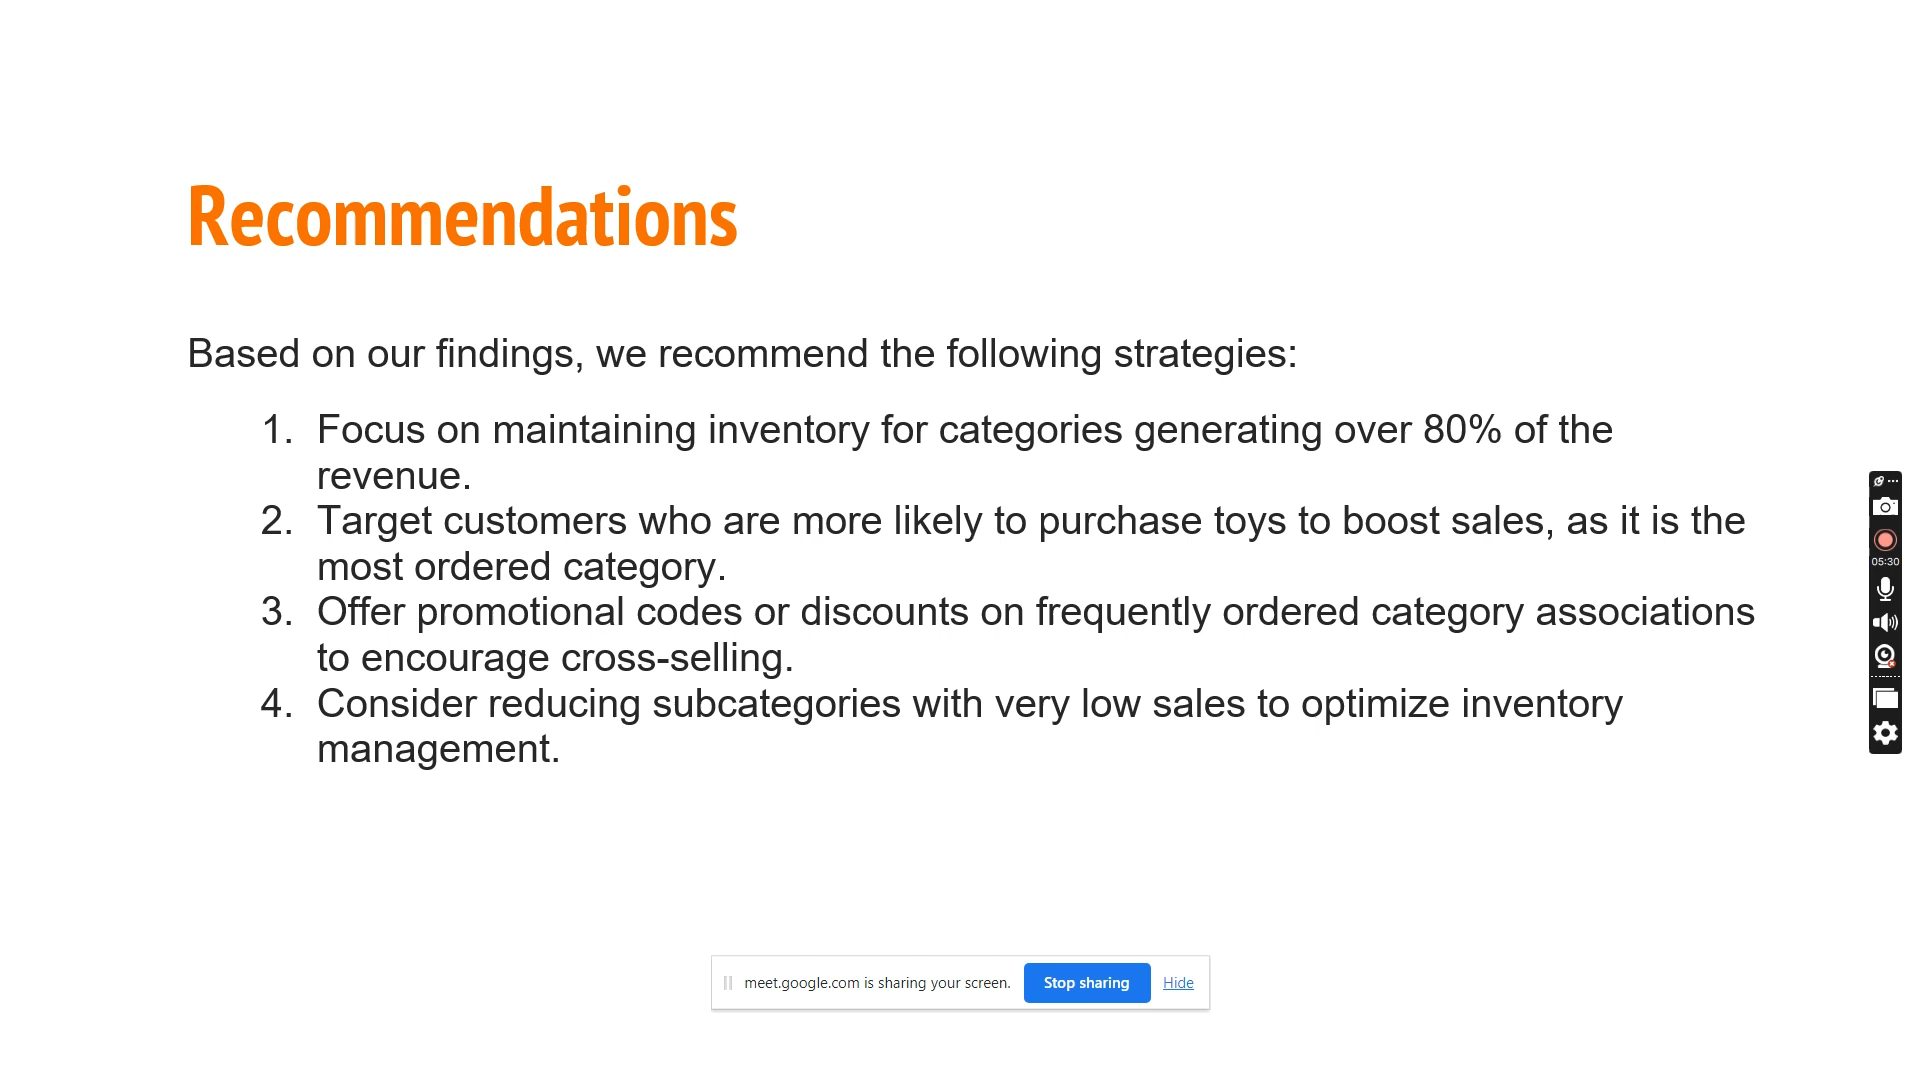 Recommendations
Based on our findings, we recommend the following strategies:
1. Focus on maintaining inventory for categories generating over 80% of the
revenue.
2. Target customers who are more likely to purchase toys to boost sales, as it is the
most ordered category.
3. Offer promotional codes or discounts on frequently ordered category associations
to encourage cross-selling.
4. Consider reducing subcategories with very low sales to optimize inventory
management.
05:30
meet.google.com is sharing your screen. Stop sharing Hide